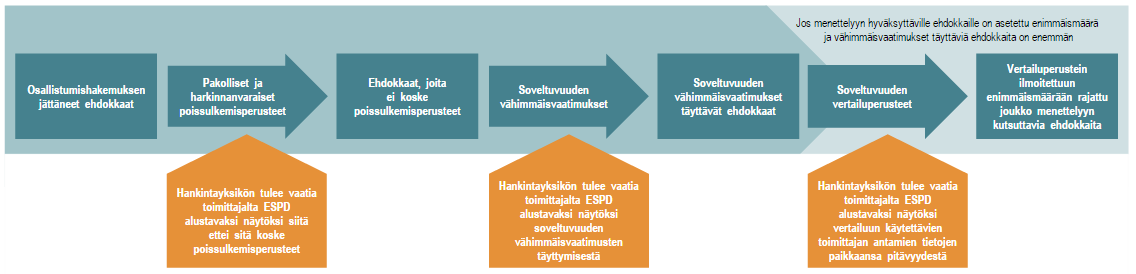 Jos menettelyyn hyväksyttäville ehdokkaille on asetettu enimmäismäärä
ja vähimmäisvaatimukset täyttäviä ehdokkaita on enemmän
Osallistumishakemuksen
jättäneet ehdokkaat
Pakolliset ja
harkinnanvaraiset
poissulkemisperusteet
Ehdokkaat, joita
ei koske
poissulkemisperusteet
Soveltuvuuden
vähimmäisvaatimukset
Soveltuvuuden
vähimmäisvaatimukset
täyttävät ehdokkaat
Soveltuvuuden
vertailuperusteet
Vertailuperustein
ilmoitettuun
enimmäismäärään rajattu
joukko menettelyyn
kutsuttavia ehdokkaita
Hankintayksikön tulee vaatia
toimittajalta ESPD
alustavaksi näytöksi siitä
ettei sitä koske
poissulkemisperusteet
Hankintayksikön tulee vaatia
toimittajalta ESPD
alustavaksi näytöksi
soveltuvuuden
vähimmäisvaatimusten
täyttymisestä
Hankintayksikön tulee vaatia
toimittajalta ESPD
alustavaksi näytöksi
vertailuun käytettävien
toimittajan antamien tietojen
paikkaansa pitävyydestä